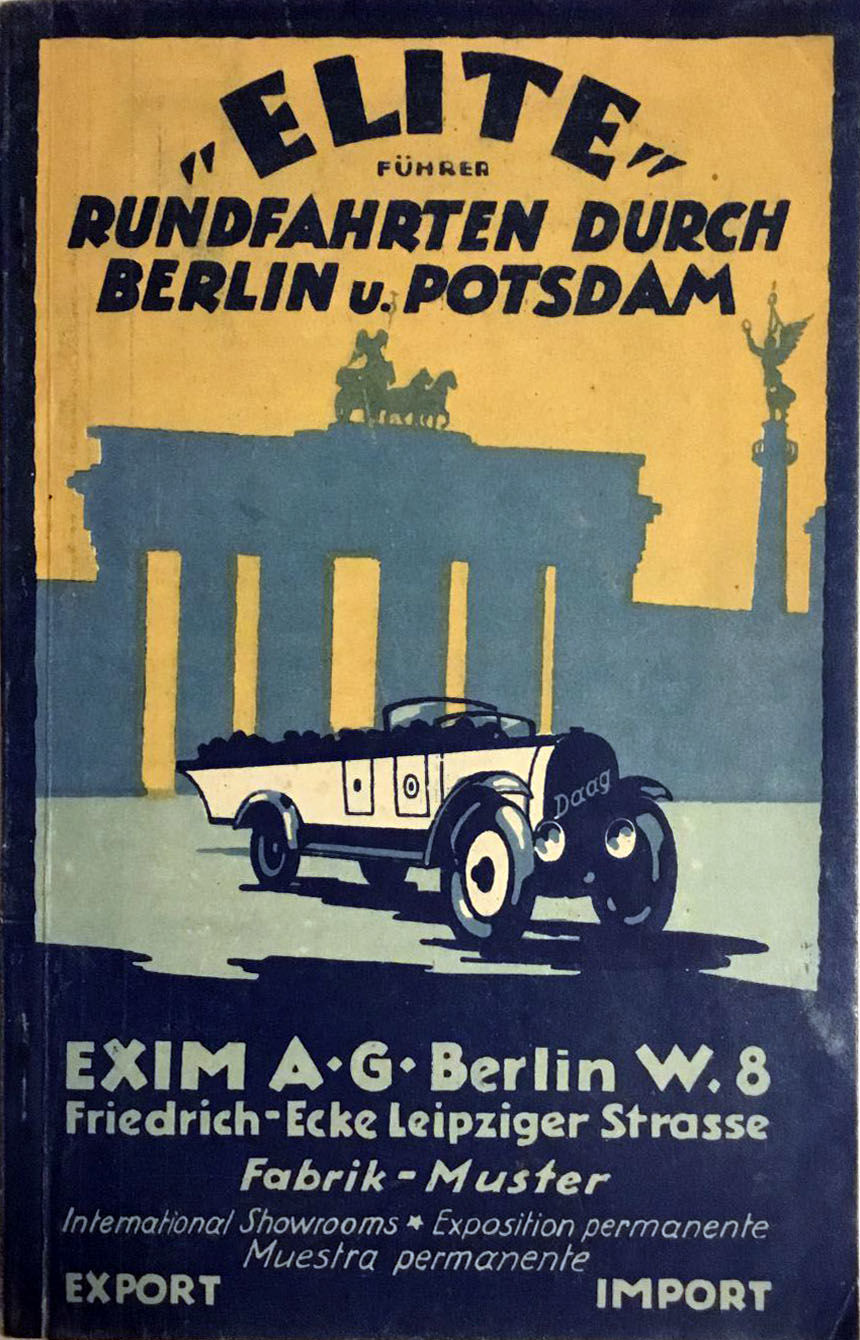 "ELITE"
FÜHRER
RUNDFAHRTEN DURCH
BERLIN u. POTSDAM
Daag
EXIM A·G· Berlin W. 8
Friedrich-Ecke Leipziger Strasse
Fabrik-Muster
International Showrooms * Exposition permanente
Muestra permanente
EXPORT IMPORT